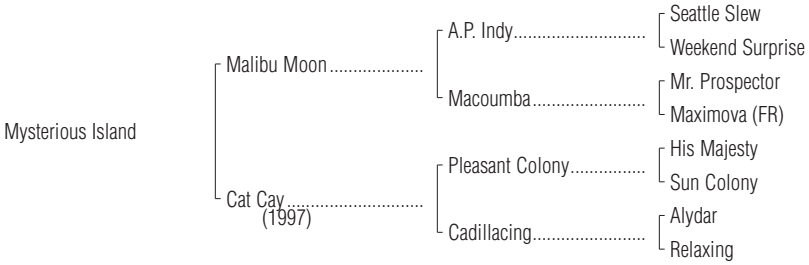 Seattle Slew
A.P. Indy
Weekend Surprise
Malibu Moon
Mr. Prospector
Macoumba
Maximova (FR)
Mysterious Island
His Majesty
Pleasant Colony
Sun Colony
Cat Cay
(1997)
Alydar
Cadillacing
Relaxing